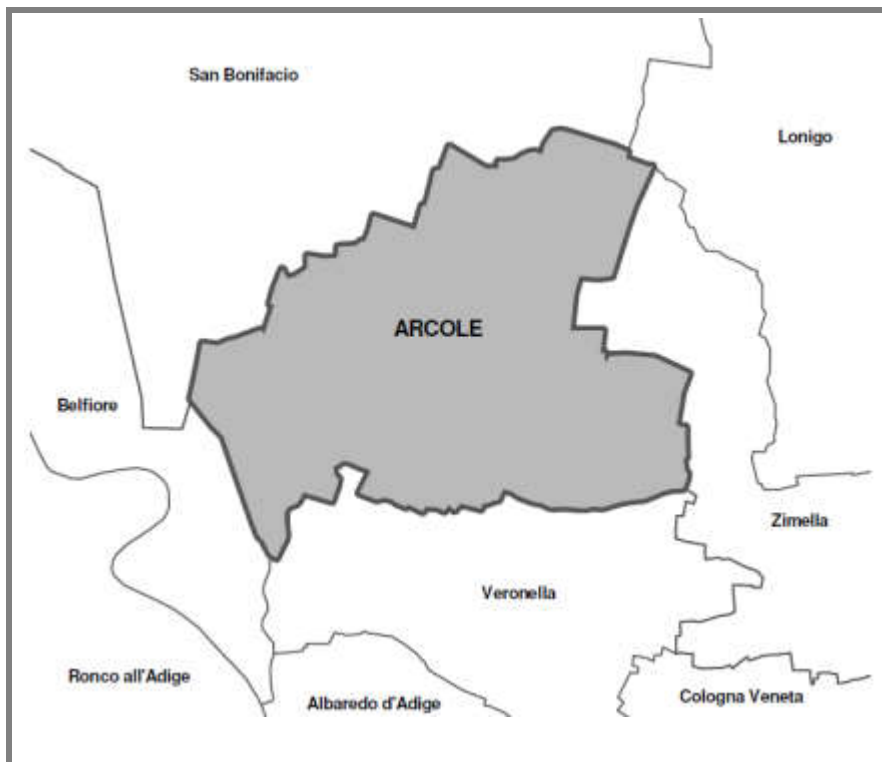 San Bonifacio
Lonigo
ARCOLE
Belfiore
Zimella
Veronella
Ronco all'Adige
Albaredo d'Adige
Cologna Veneta